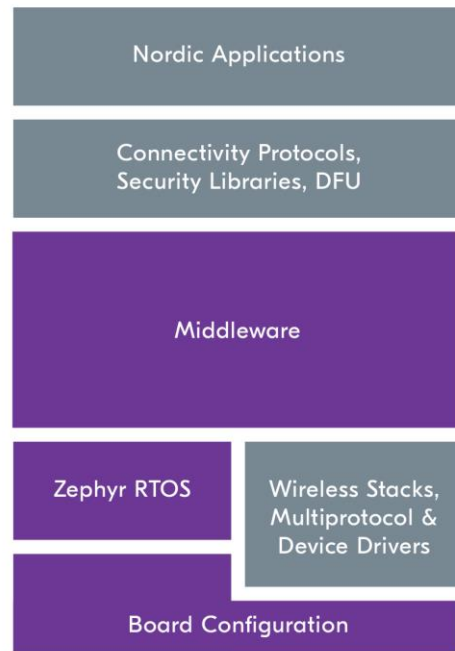 Nordic Applications
Connectivity Protocols,
Security Libraries, DFU
Middleware
Zephyr RTOS
Wireless Stacks,
Multiprotocol &
Device Drivers
Board Configuration